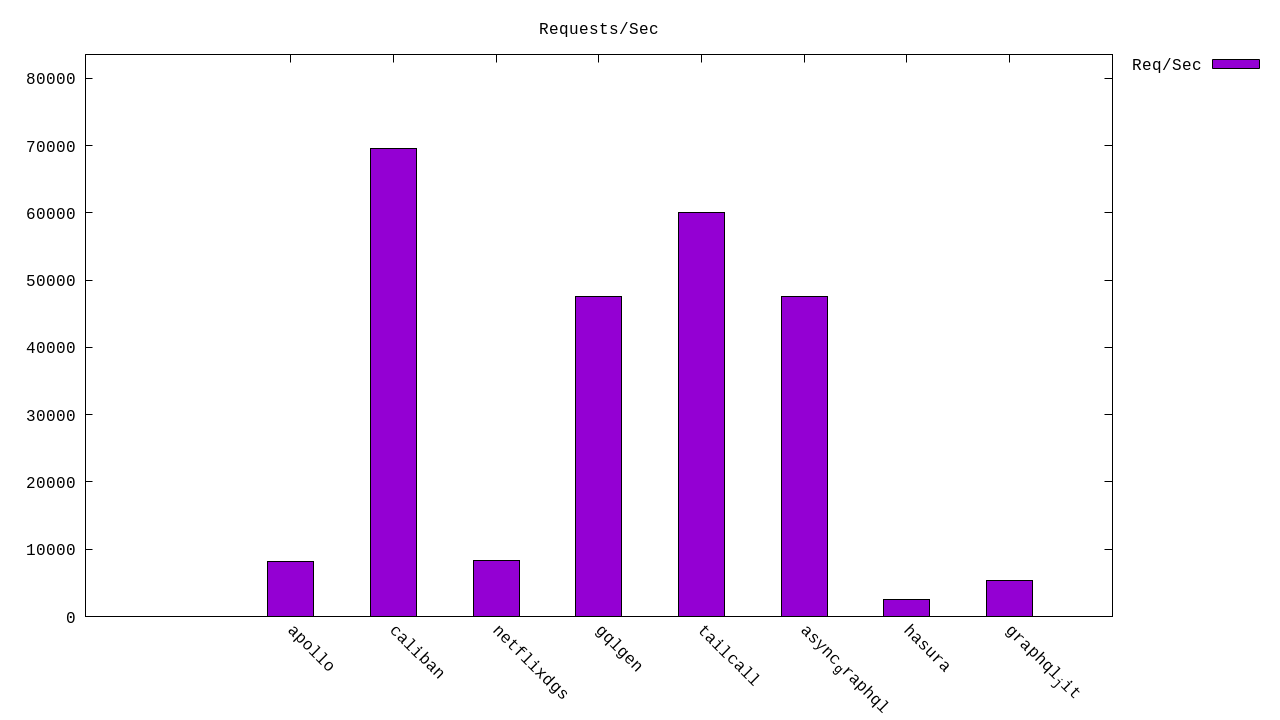 Requests/Sec
Req/Sec
80000
70000
60000
50000
40000
30000
20000
10000
0
apollo
caliban
netflixdgs
gqlgen
tailcall
async_graphql
hasura
graphql_jit